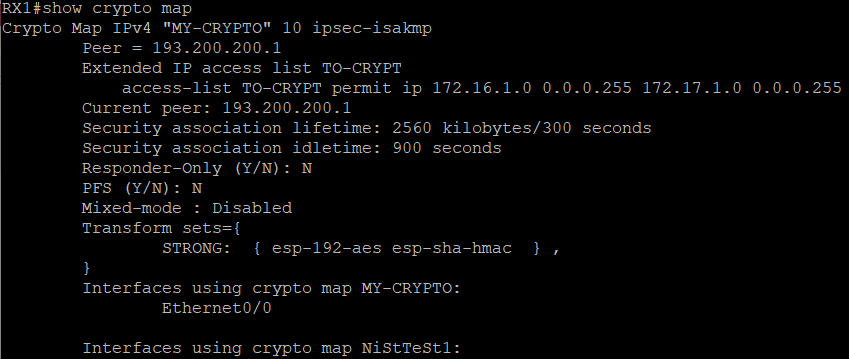 RX1#show crypto map
Crypto Map IPv4 "MY-CRYPTO" 10 ipsec-isakmp
        Peer = 193.200.200.1
        Extended IP access list TO-CRYPT
            access-list TO-CRYPT permit ip 172.16.1.0 0.0.0.255 172.17.1.0 0.0.0.255
        Current peer: 193.200.200.1
        Security association lifetime: 2560 kilobytes/300 seconds
        Security association idletime: 900 seconds
        Responder-Only (Y/N): N
        PFS (Y/N): N
        Mixed-mode : Disabled
        Transform sets={
                STRONG:  { esp-192-aes esp-sha-hmac  } ,
        }
        Interfaces using crypto map MY-CRYPTO:
                Ethernet0/0

        Interfaces using crypto map NiStTeSt1: